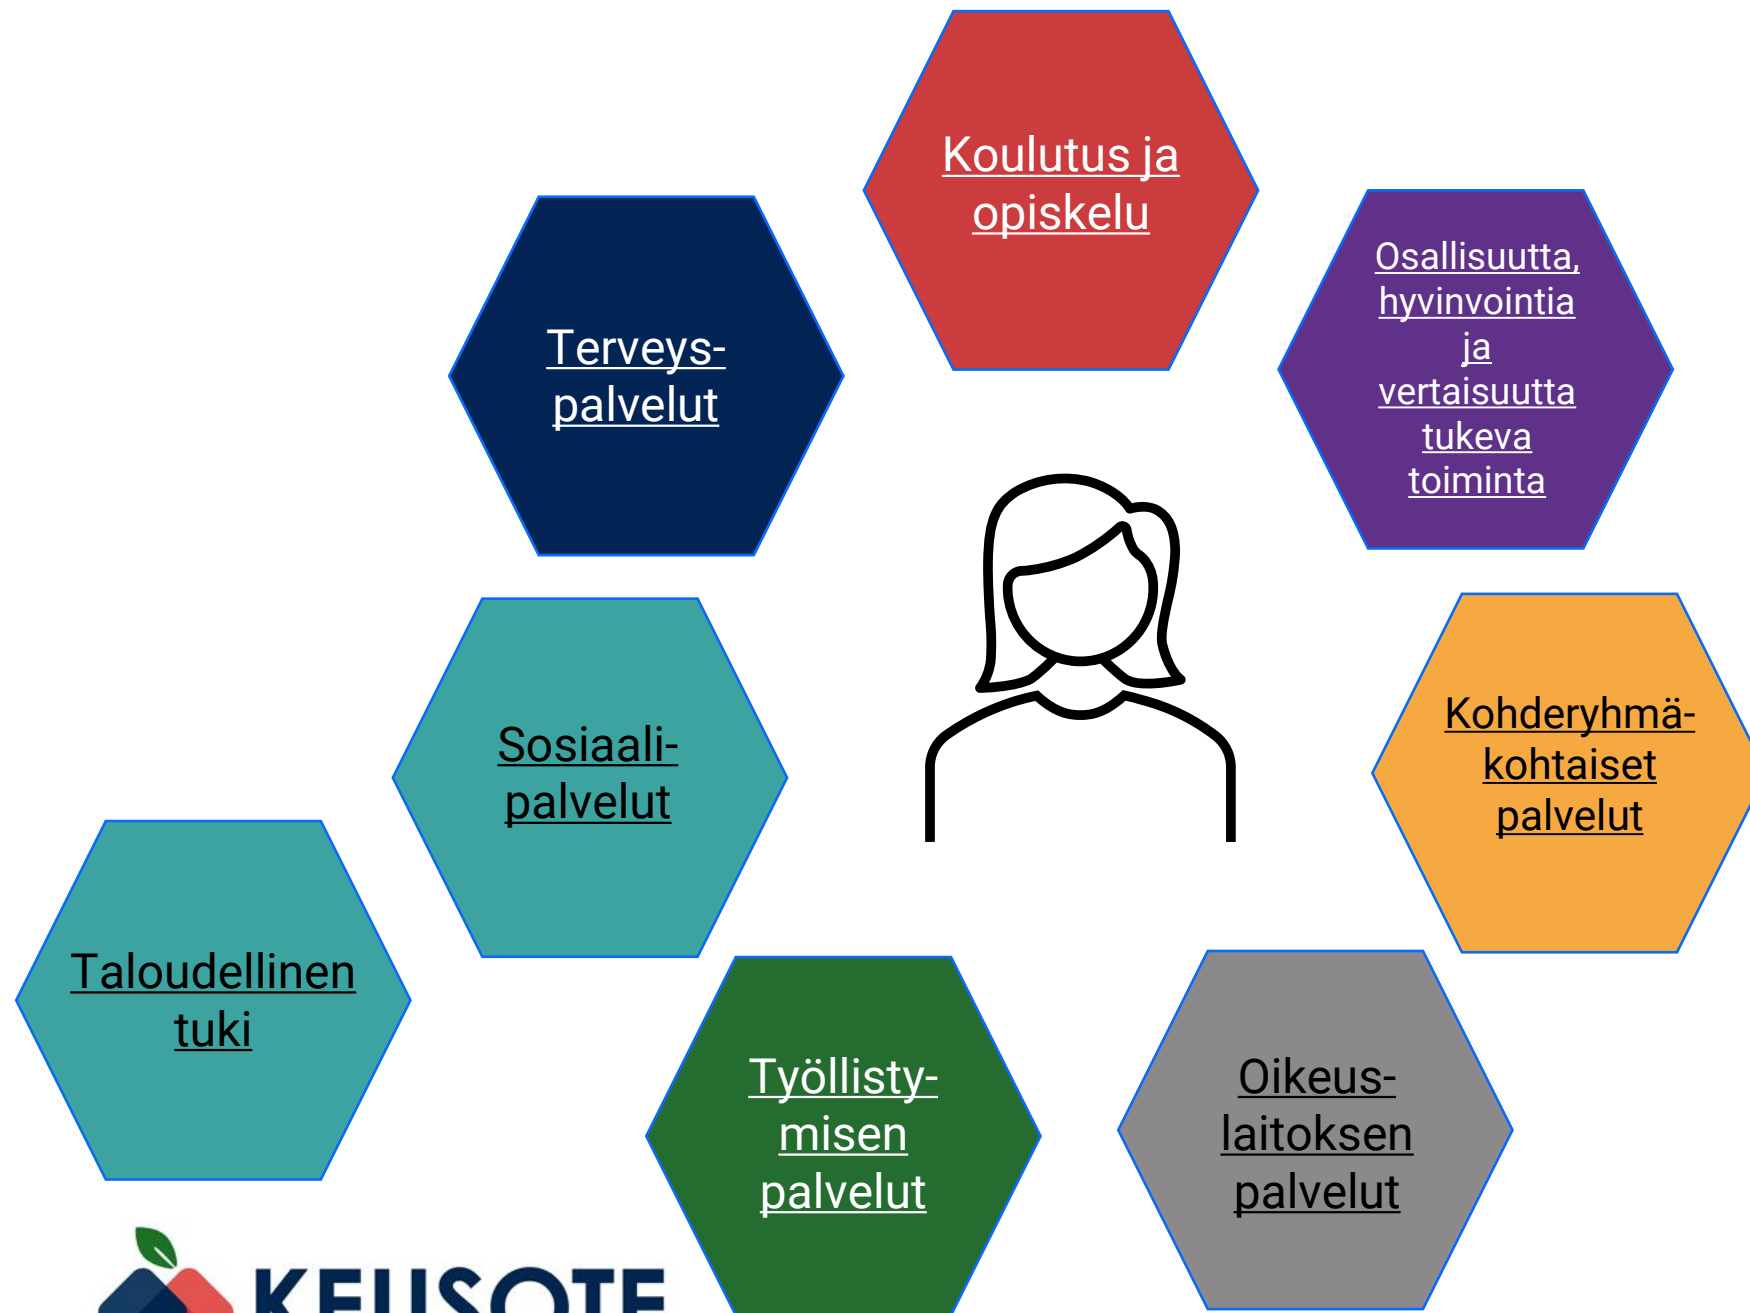 Koulutus ja
opiskelu
Terveys-
palvelut
Osallisuutta,
hyvinvointia
ja
vertaisuutta
tukeva
toiminta
Sosiaali-
palvelut
Kohderyhmä-
kohtaiset
palvelut
Taloudellinen
tuki
Työllisty-
misen
palvelut
Oikeus-
laitoksen
palvelut
KEUSOTE